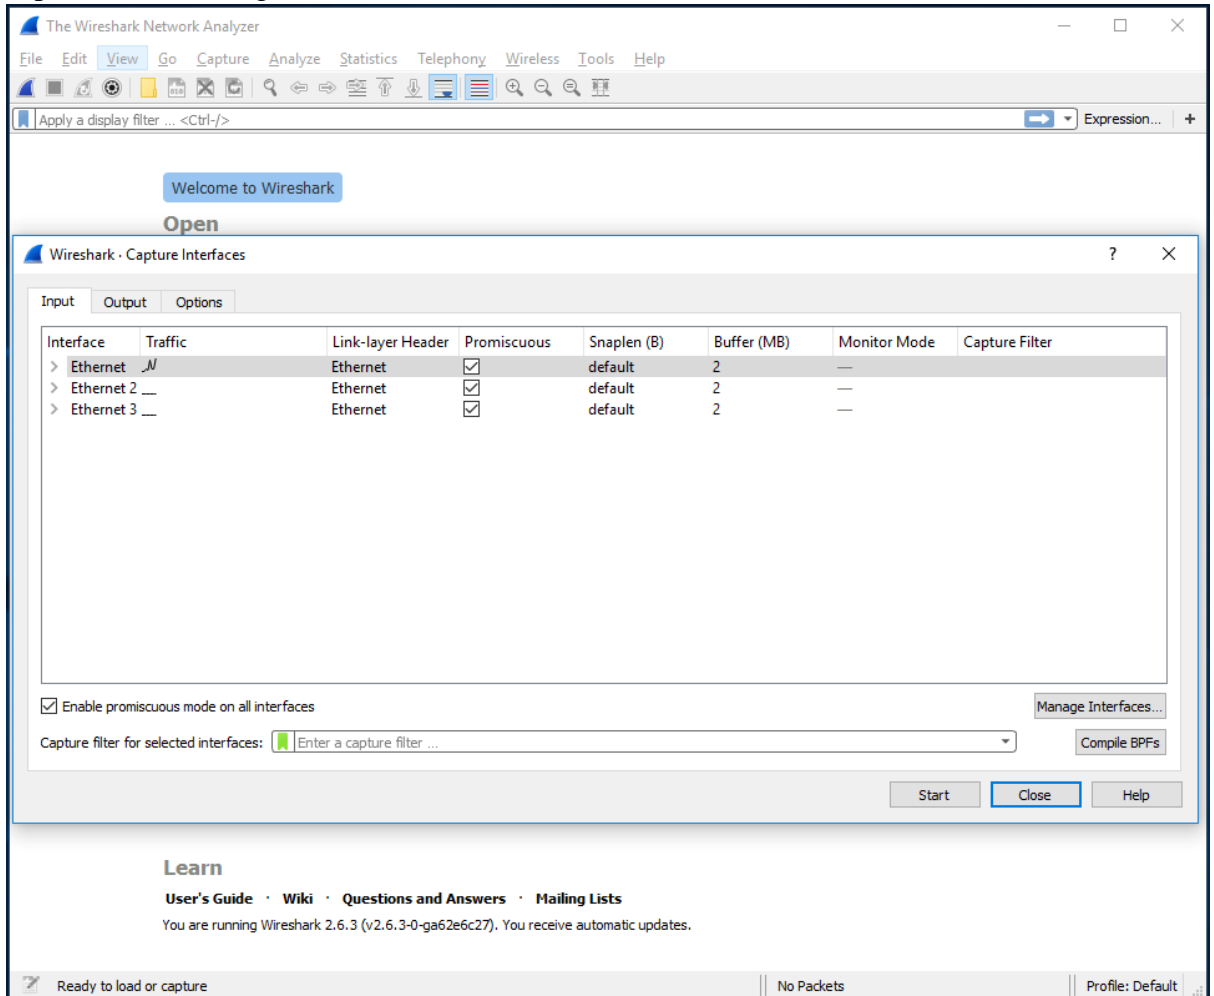 The Wireshark Network Analyzer
File Edit View Go Capture Analyze Statistics Telephony Wireless Tools Help
Apply a display filter ... <Ctrl-/> Expression... +
Welcome to Wireshark
Open
Wireshark · Capture Interfaces ?
Input Output Options
Interface Traffic Link-layer Header Promiscuous Snaplen (B) Buffer (MB) Monitor Mode Capture Filter
Ethernet Ethernet default 2 —
Ethernet 2 Ethernet default 2 —
Ethernet 3 Ethernet default 2 —
Enable promiscuous mode on all interfaces Manage Interfaces...
Capture filter for selected interfaces: Enter a capture filter ... Compile BPFs
Start Close Help
Learn
User's Guide · Wiki · Questions and Answers · Mailing Lists
You are running Wireshark 2.6.3 (v2.6.3-0-ga62e6c27). You receive automatic updates.
Ready to load or capture No Packets Profile: Default